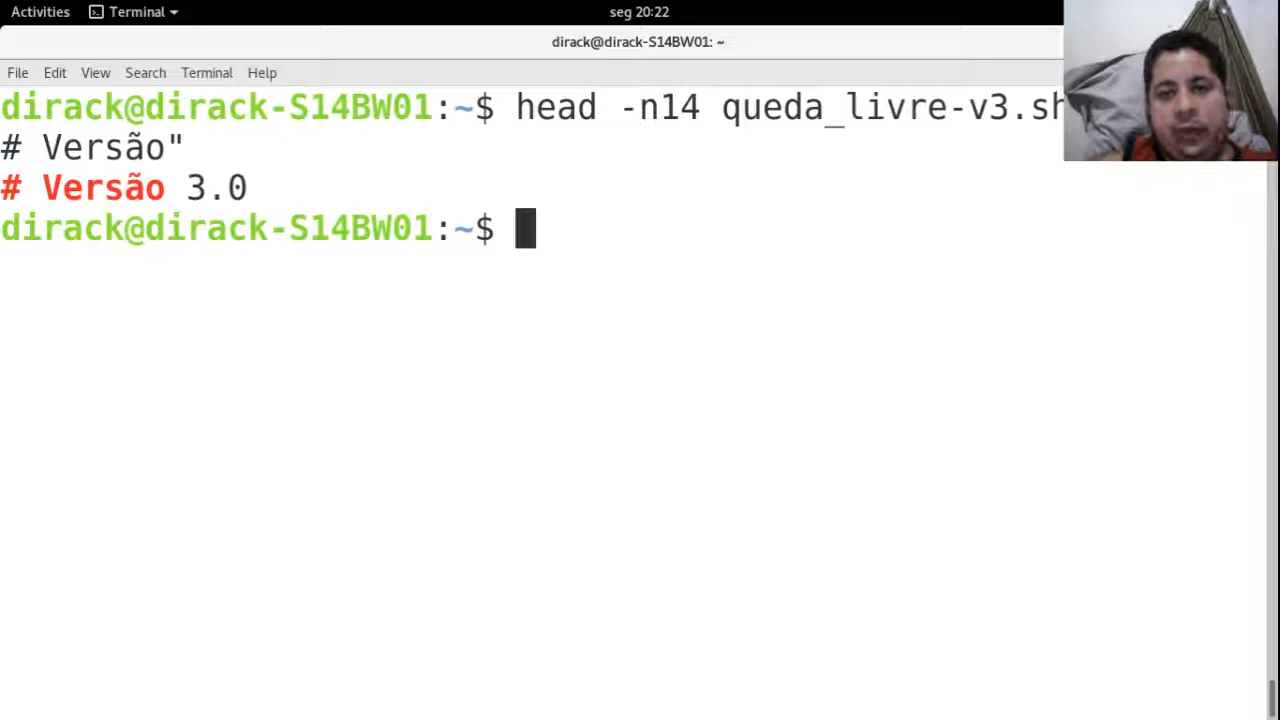 Activities Terminal seg 20:22
dirack@dirack-S14BW01: ~
File Edit View Search Terminal Help
dirack@dirack-S14BW01:~$ head -n14 queda_livre-v3.sh
# Versão"
# Versão 3.0
dirack@dirack-S14BW01:~$